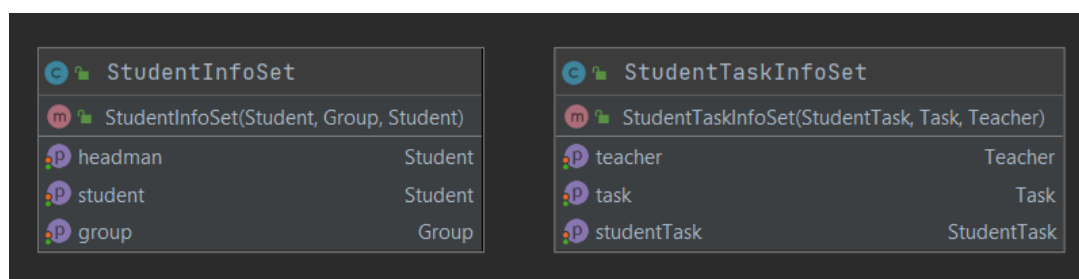 StudentInfoSet
StudentInfoSet(Student, Group, Student)
headman Student
student Student
group Group
StudentTaskInfoSet
StudentTaskInfoSet(StudentTask, Task, Teacher)
teacher Teacher
task Task
studentTask StudentTask